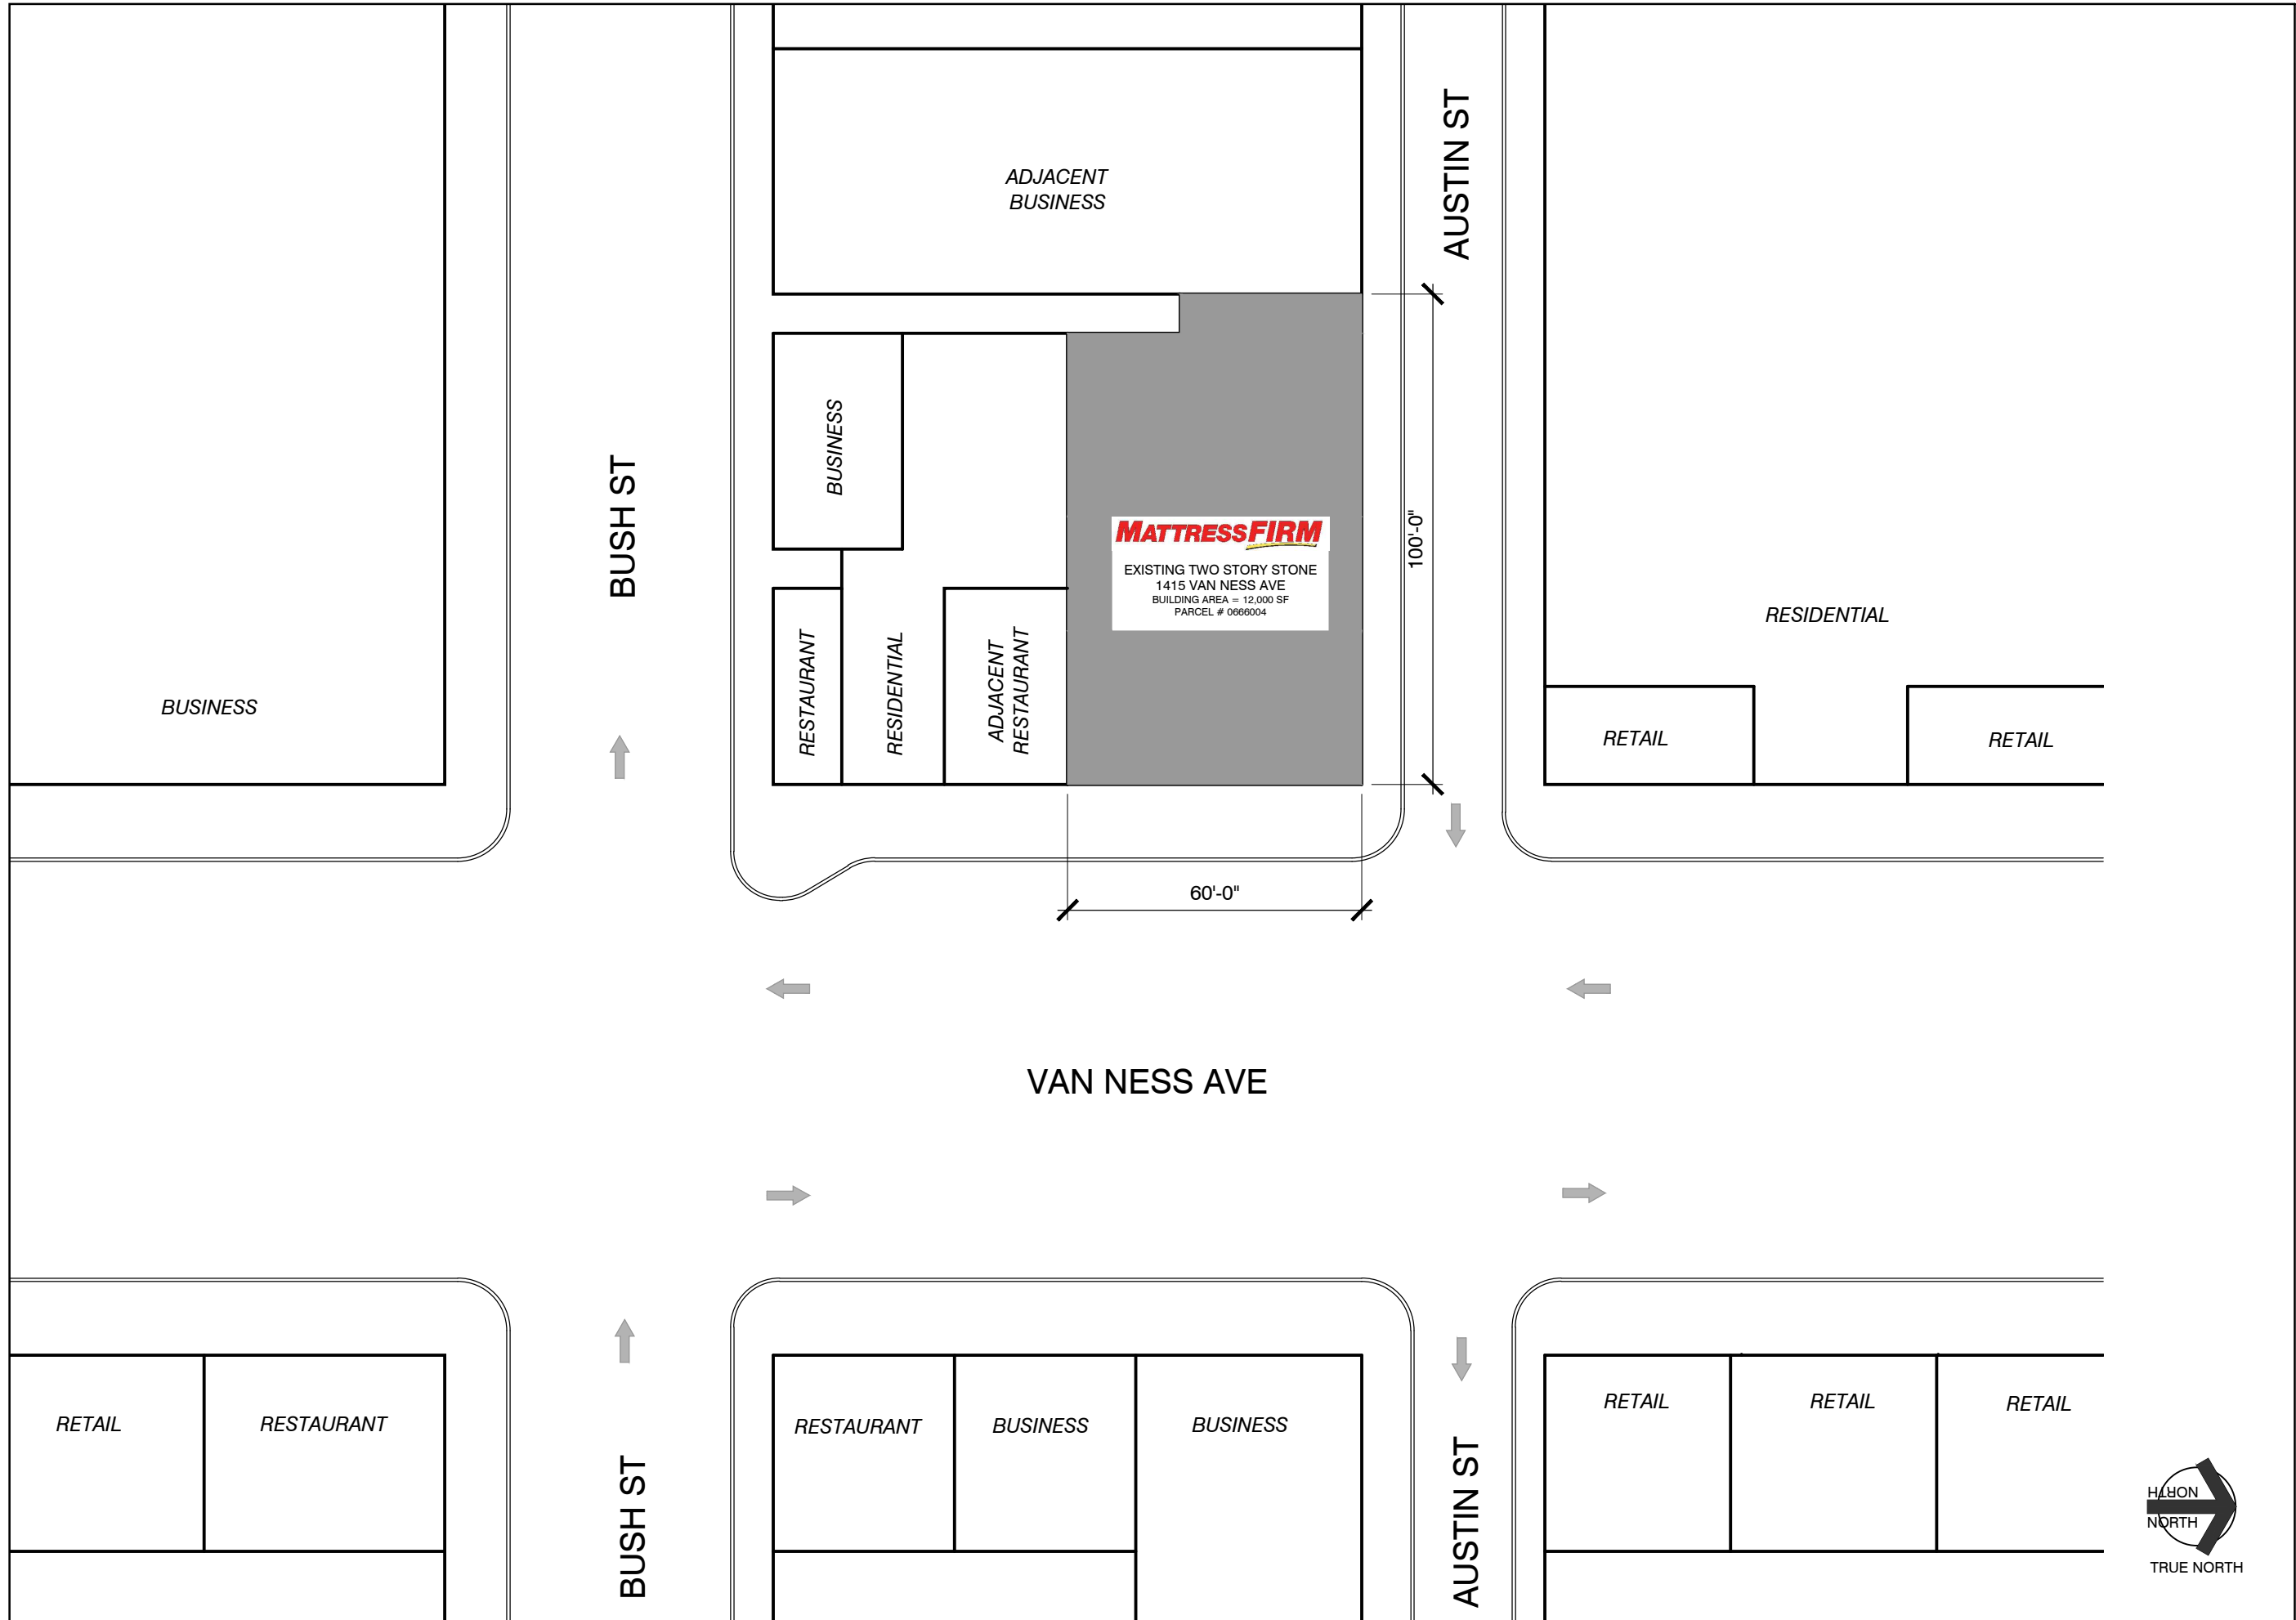 AUSTIN ST
ADJACENT
BUSINESS
BUSH ST
BUSINESS
MATTRESSFIRM
EXISTING TWO STORY STONE
1415 VAN NESS AVE
BUILDING AREA = 12,000 SF
PARCEL # 0666004
100'-0"
RESIDENTIAL
BUSINESS
RESTAURANT
RESIDENTIAL
ADJACENT
RESTAURANT
RETAIL
RETAIL
60'-0"
VAN NESS AVE
RETAIL
RESTAURANT
BUSH ST
RESTAURANT
BUSINESS
BUSINESS
AUSTIN ST
RETAIL
RETAIL
RETAIL
NORTH
NORTH
TRUE NORTH